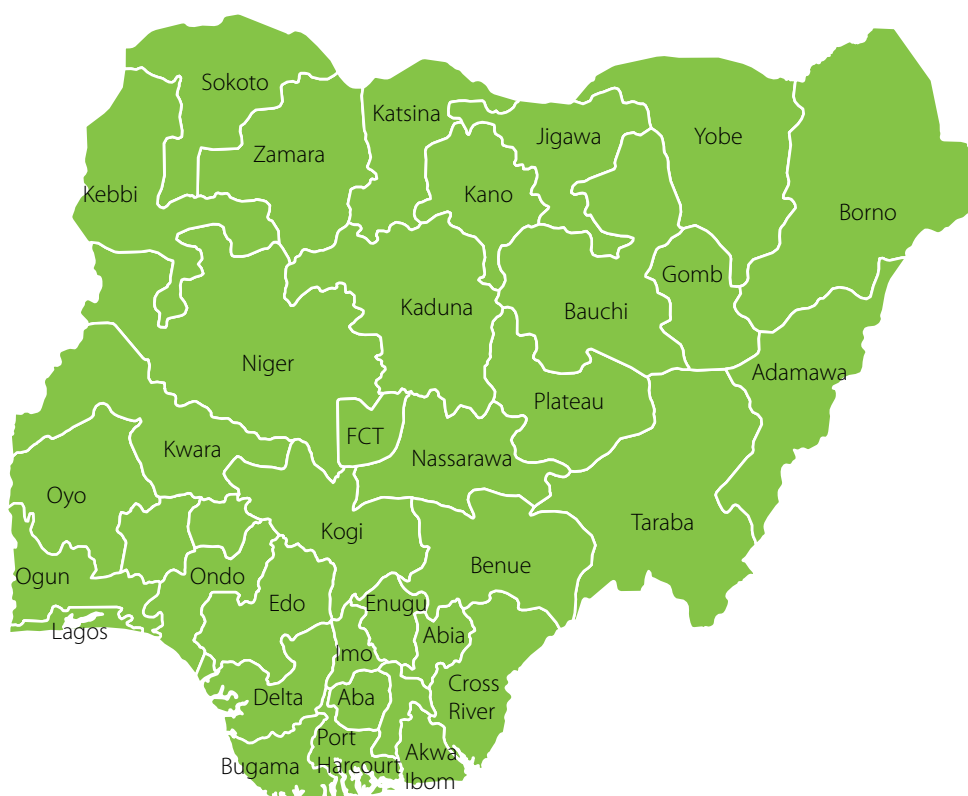 Sokoto
Katsina
Jigawa
Yobe
Zamara
Kebbi
Kano
Borno
Gomb
Kaduna
Bauchi
Niger
Adamawa
Plateau
FCT
Kwara
Nassarawa
Oyo
Taraba
Kogi
Benue
Ogun
Ondo
Edo
Enugu
Lagos
Abia
Imo
Cross
River
Delta
Aba
Port
Harcourt
Bugama
Akwa
Ibom